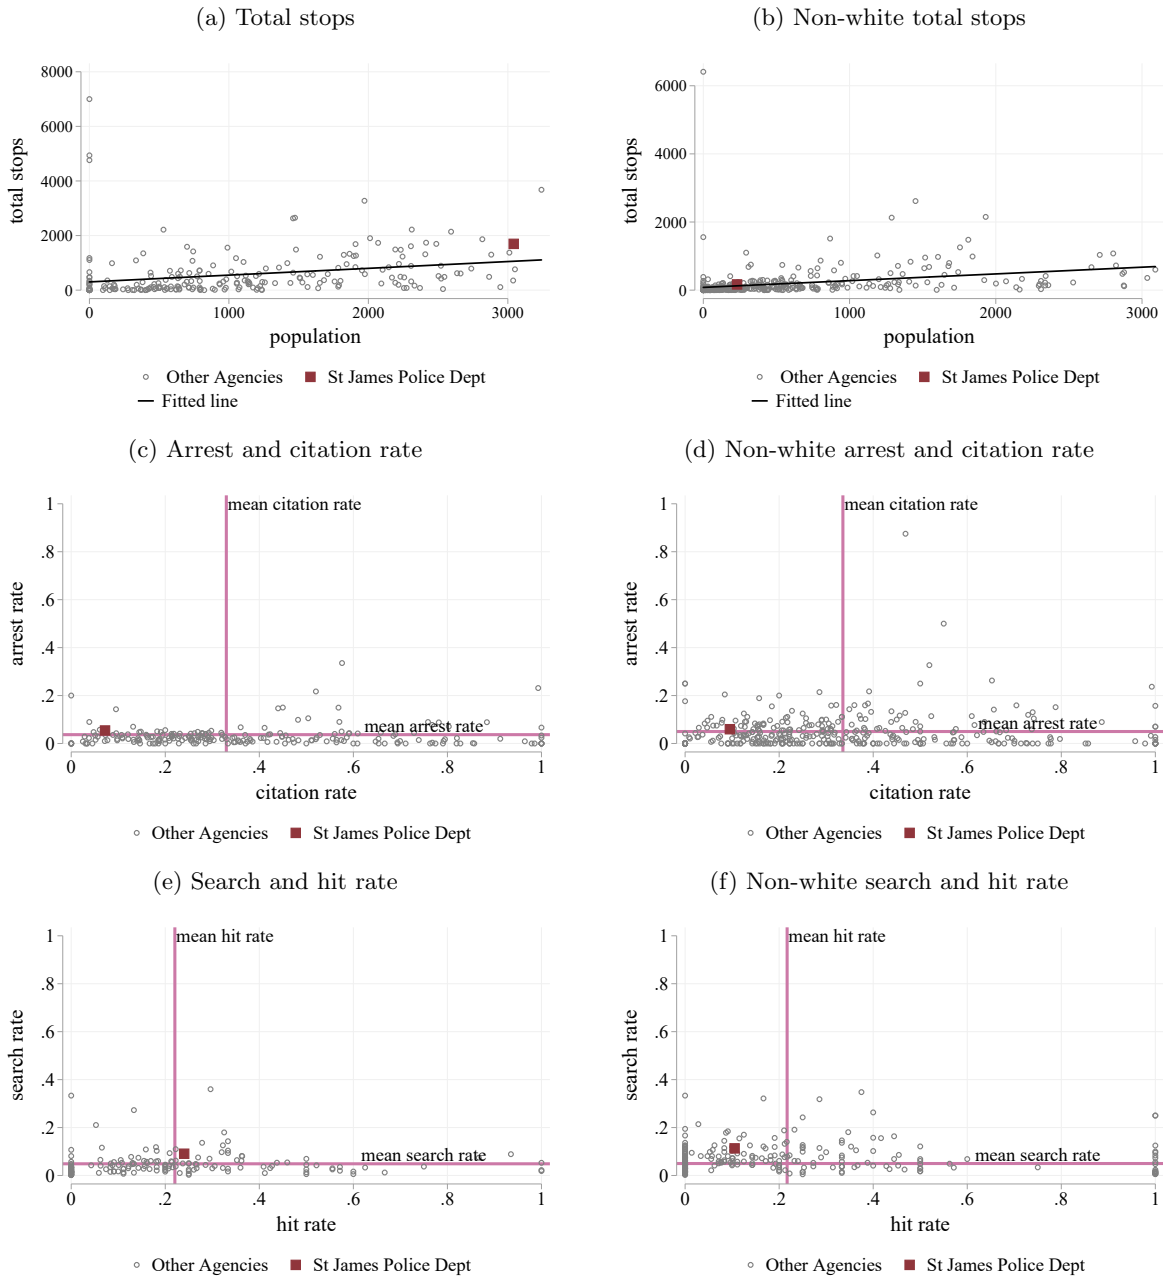 (a) Total stops
(b) Non-white total stops
total stops
8000
6000
4000
2000
0
0 1000 2000 3000
population
Other Agencies St James Police Dept
Fitted line
total stops
6000
4000
2000
0
0 1000 2000 3000
population
Other Agencies St James Police Dept
Fitted line
(c) Arrest and citation rate
(d) Non-white arrest and citation rate
arrest rate
1
.8
.6
.4
.2
0
mean citation rate
mean arrest rate
0 .2 .4 .6 .8 1
citation rate
Other Agencies St James Police Dept
arrest rate
1
.8
.6
.4
.2
0
mean citation rate
mean arrest rate
0 .2 .4 .6 .8 1
citation rate
Other Agencies St James Police Dept
(e) Search and hit rate
(f) Non-white search and hit rate
search rate
1
.8
.6
.4
.2
0
mean hit rate
mean search rate
0 .2 .4 .6 .8 1
hit rate
Other Agencies St James Police Dept
search rate
1
.8
.6
.4
.2
0
mean hit rate
mean search rate
0 .2 .4 .6 .8 1
hit rate
Other Agencies St James Police Dept